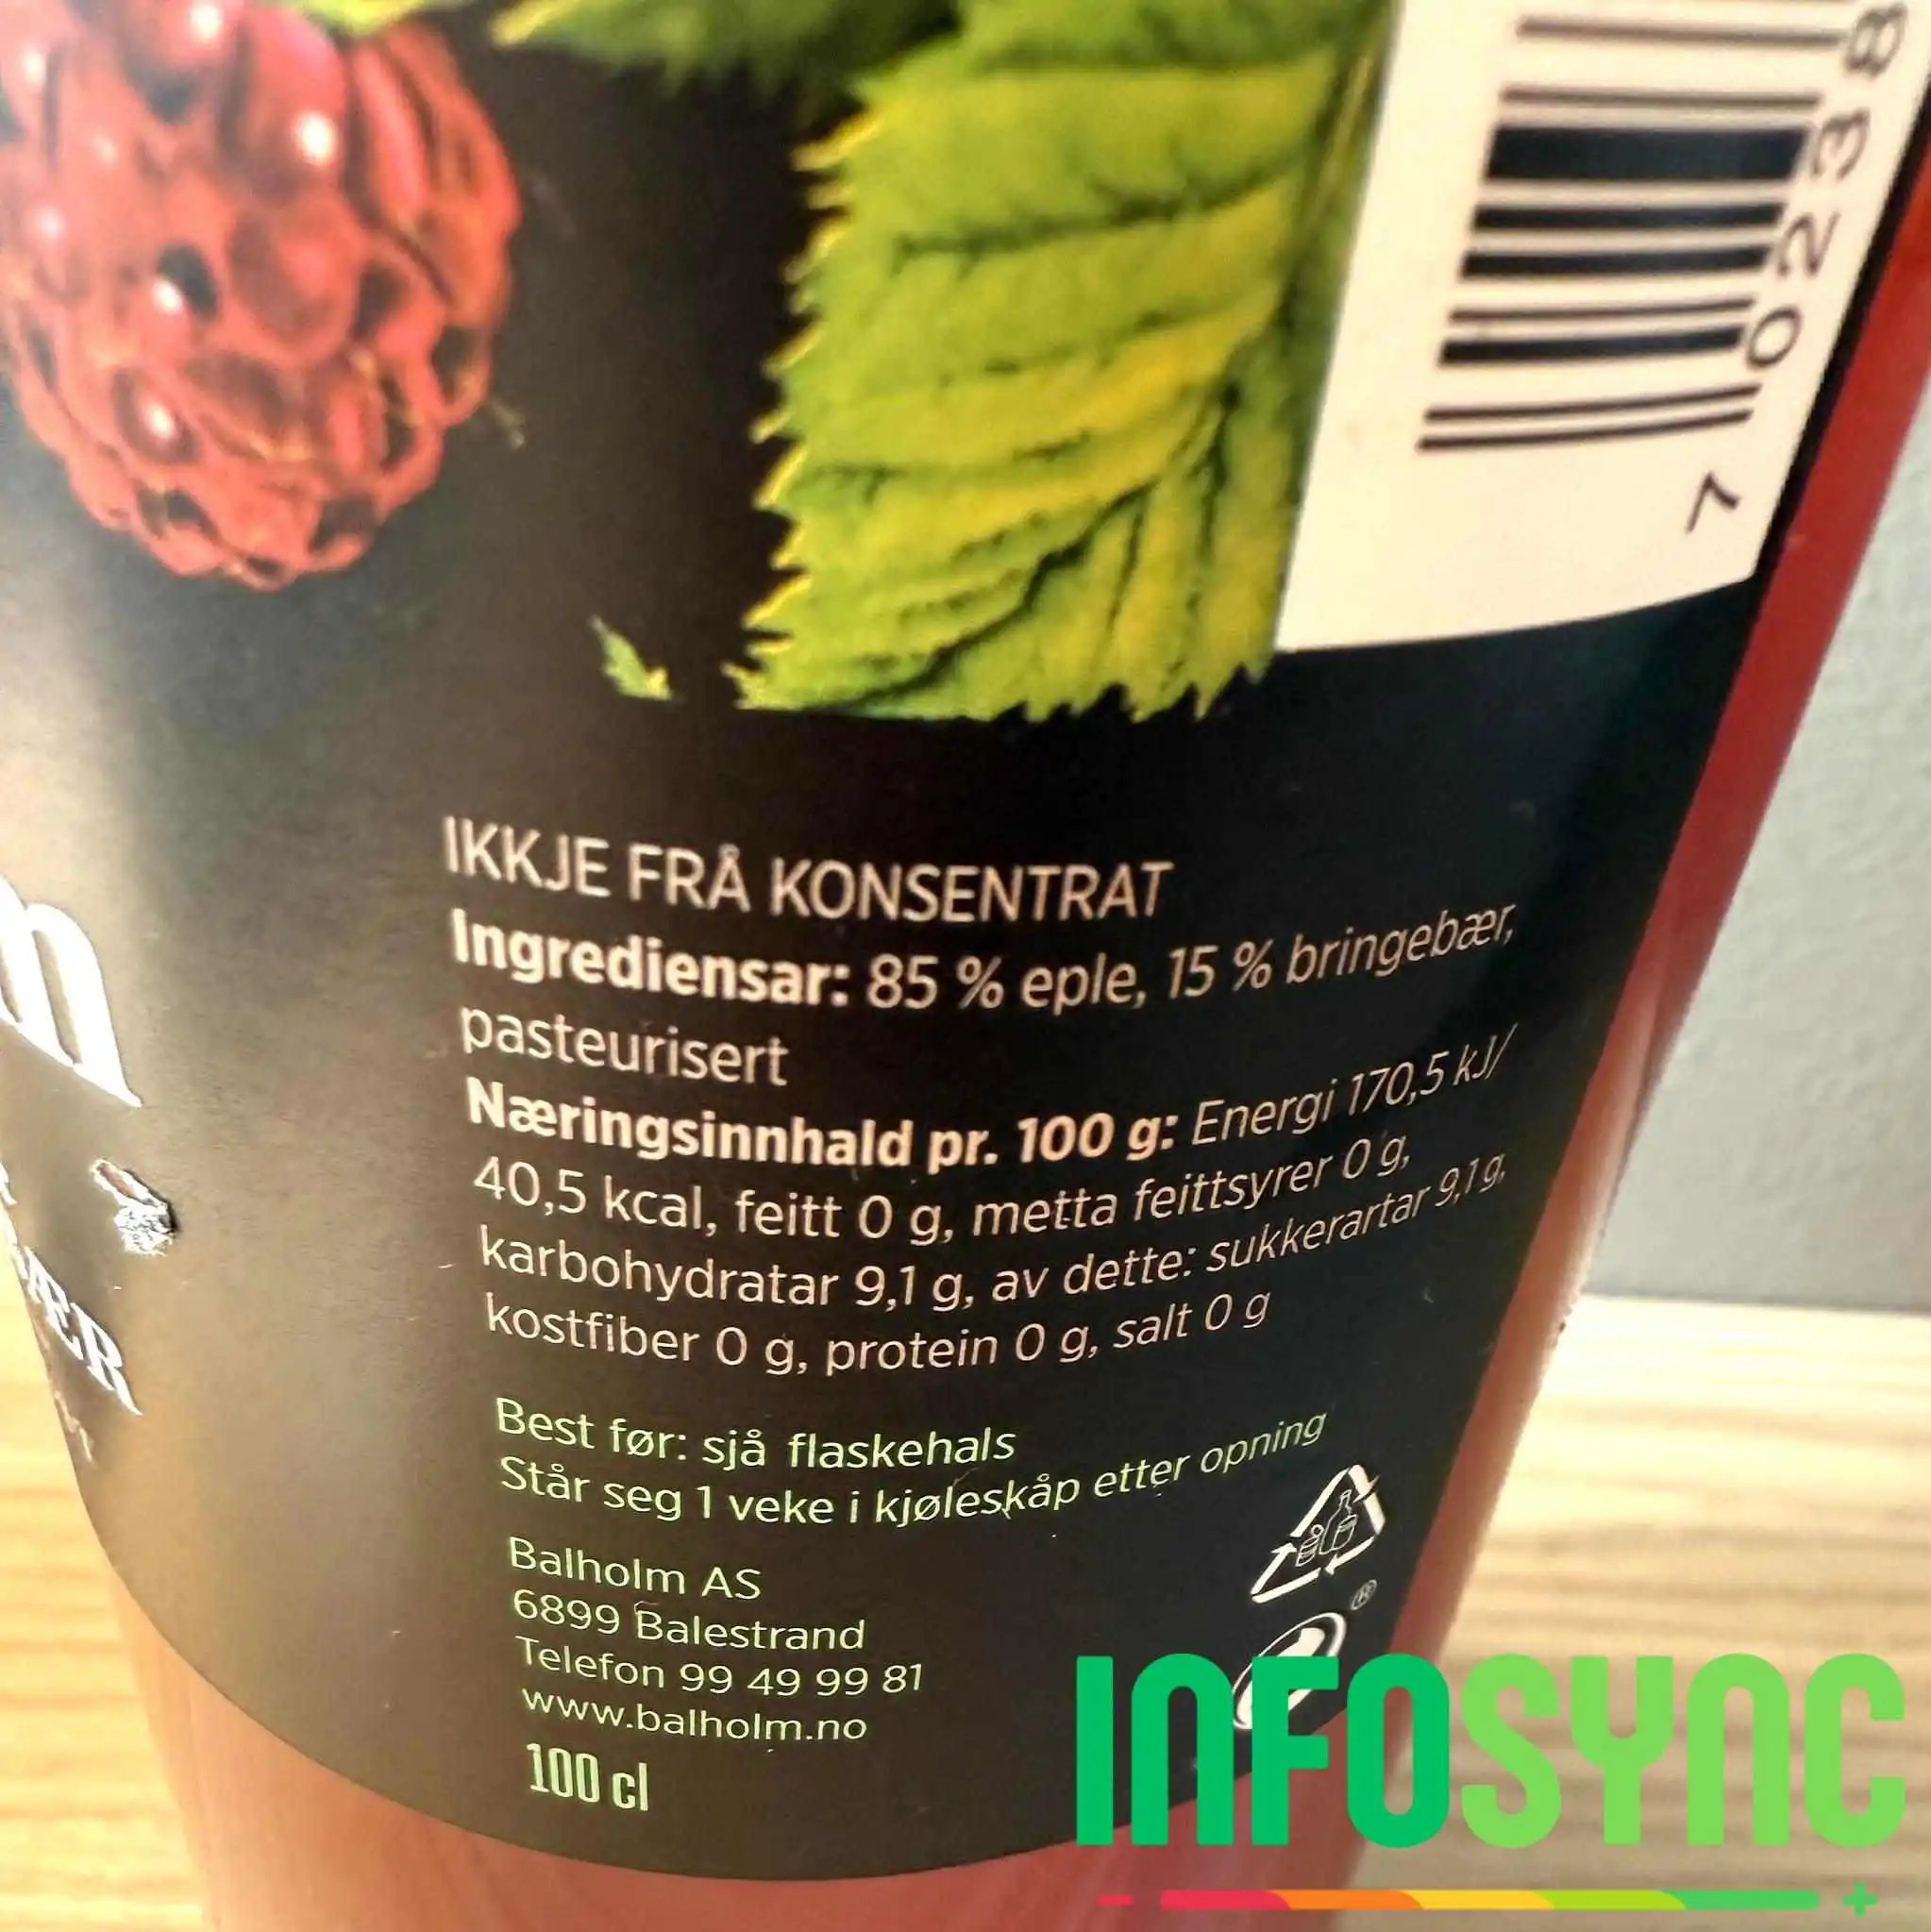 70238
IKKJE FRÅ KONSENTRAT
Ingrediensar: 85 % eple, 15 % bringebær,
pasteurisert
Næringsinnhald pr. 100 g: Energi 170,5 kJ/
40,5 kcal, feitt 0 g, metta feittsyrer 0 g,
karbohydratar 9,1 g, av dette: sukkerartar 9,1 g,
kostfiber 0 g, protein 0 g, salt 0 g
Best før: sjå flaskehals
Står seg 1 veke i kjøleskåp etter opning
Balholm AS
6899 Balestrand
Telefon 99 49 99 81
www.balholm.no
100 cl
®
INFOSYNC
- +